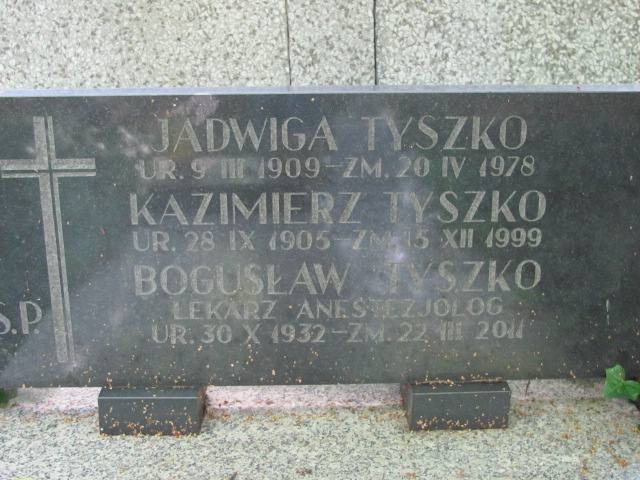 JADWIGA TYSZKO
UR. 9 III 1909 – ZM. 20 IV 1978
KAZIMIERZ TYSZKO
UR. 28 IX 1905 – ZM. 15 XII 1999
BOGUSŁAW TYSZKO
LEKARZ ANESTEZJOLOG
Ś.P
UR. 30 X 1932 – ZM. 22 III 2011